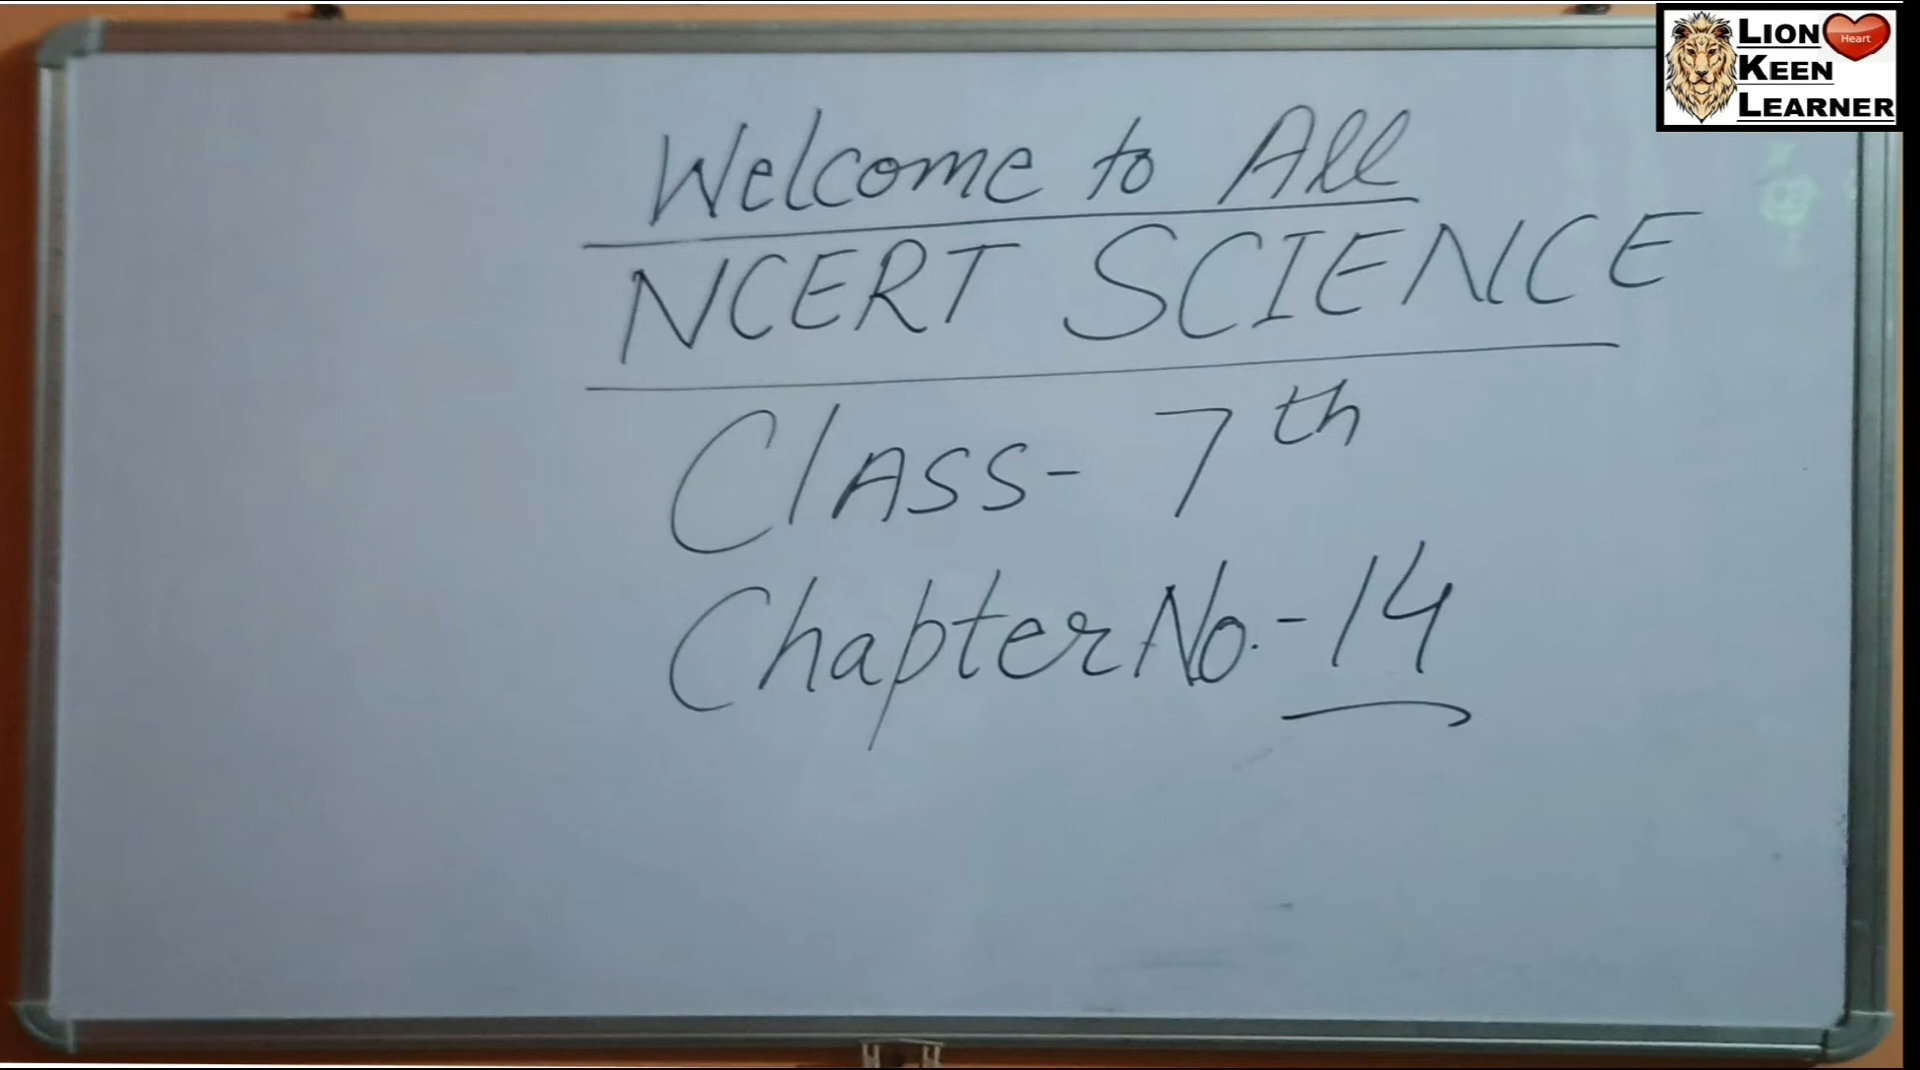 LION Heart
KEEN
LEARNER
Welcome to All
NCERT SCIENCE
Class- 7th
Chapter No.- 14